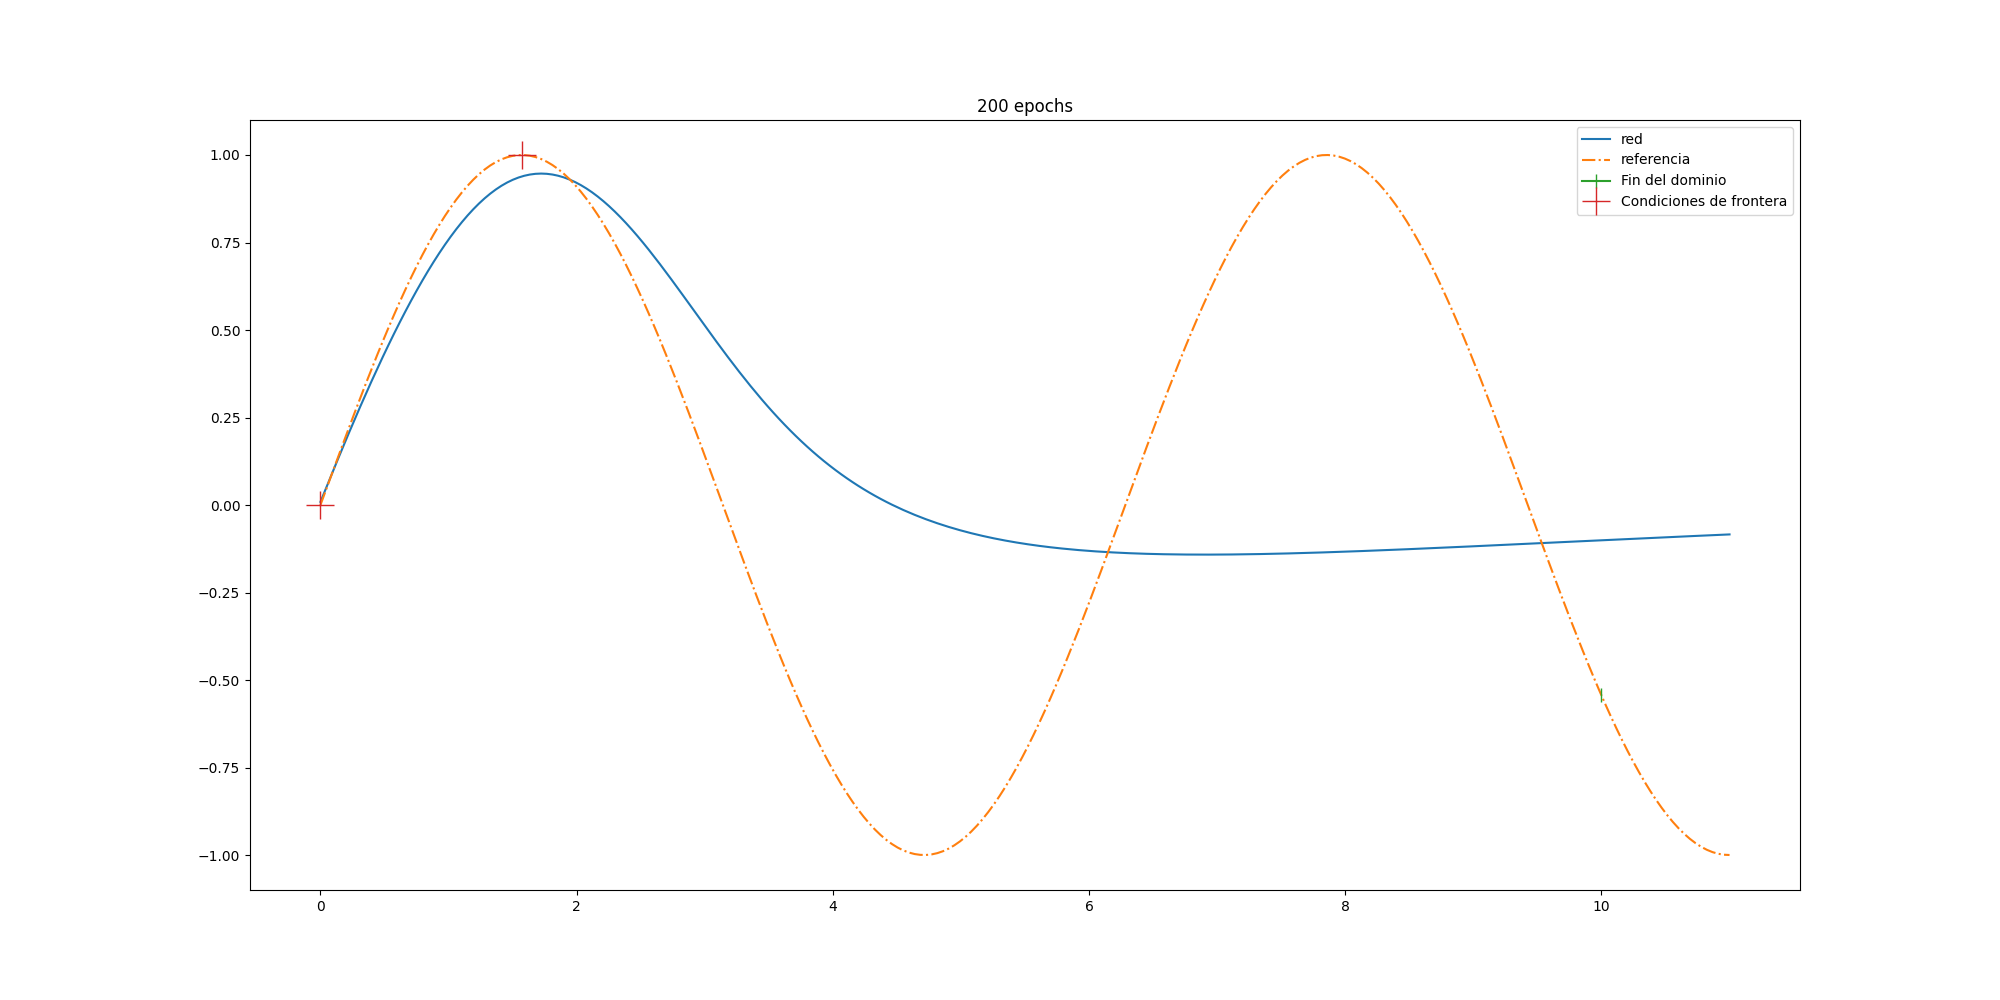 200 epochs
red
referencia
Fin del dominio
Condiciones de frontera
1.00
0.75
0.50
0.25
0.00
−0.25
−0.50
−0.75
−1.00
0 2 4 6 8 10